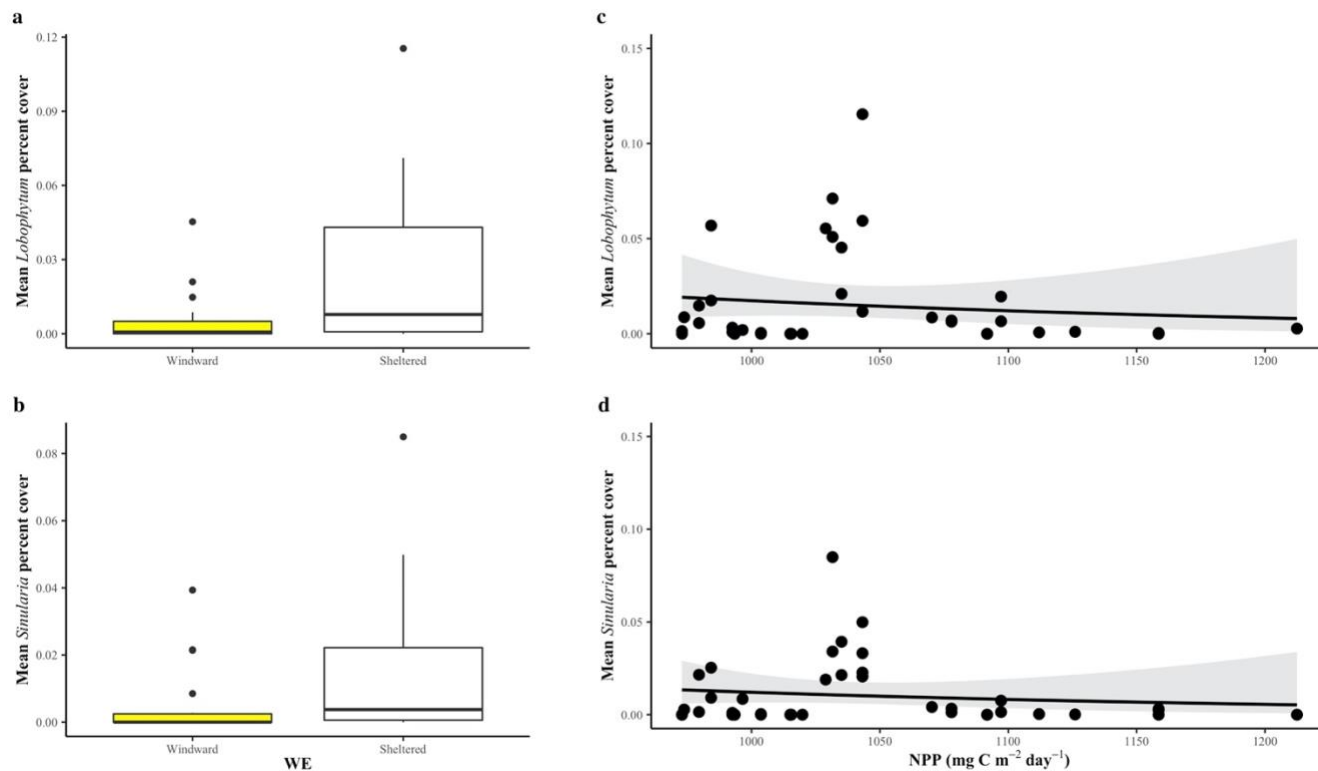 a
Mean Lobophytum percent cover
0.12
0.09
0.06
0.03
0.00
Windward
Sheltered
b
Mean Sinularia percent cover
0.08
0.06
0.04
0.02
0.00
Windward
Sheltered
WE
c
Mean Lobophytum percent cover
0.15
0.10
0.05
0.00
1000
1050
1100
1150
1200
d
Mean Sinularia percent cover
0.15
0.10
0.05
0.00
1000
1050
1100
1150
1200
NPP (mg C m⁻² day⁻¹)